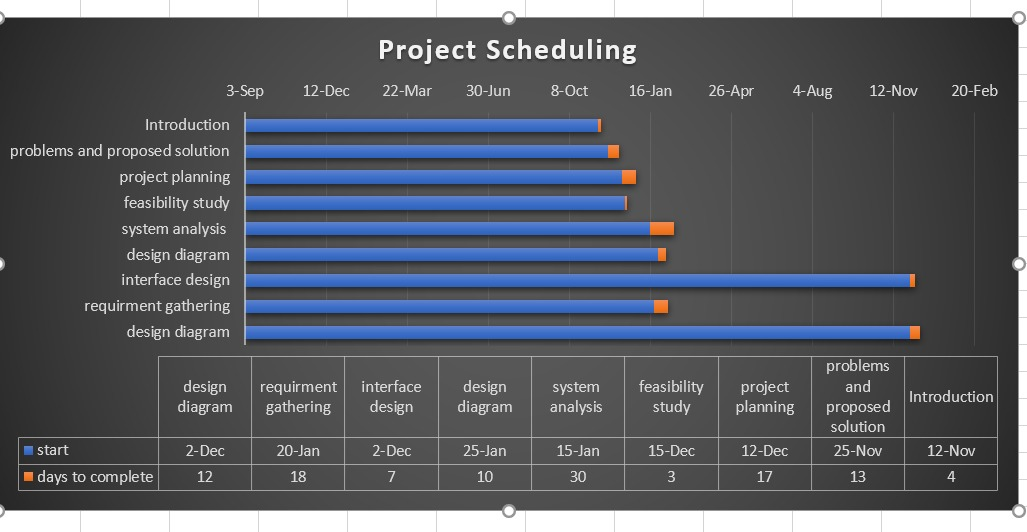 Project Scheduling
3-Sep 12-Dec 22-Mar 30-Jun 8-Oct 16-Jan 26-Apr 4-Aug 12-Nov 20-Feb
Introduction
problems and proposed solution
project planning
feasibility study
system analysis
design diagram
interface design
requirment gathering
design diagram
design diagram requirment gathering interface design design diagram system analysis feasibility study project planning problems and proposed solution Introduction
start 2-Dec 20-Jan 2-Dec 25-Jan 15-Jan 15-Dec 12-Dec 25-Nov 12-Nov
days to complete 12 18 7 10 30 3 17 13 4